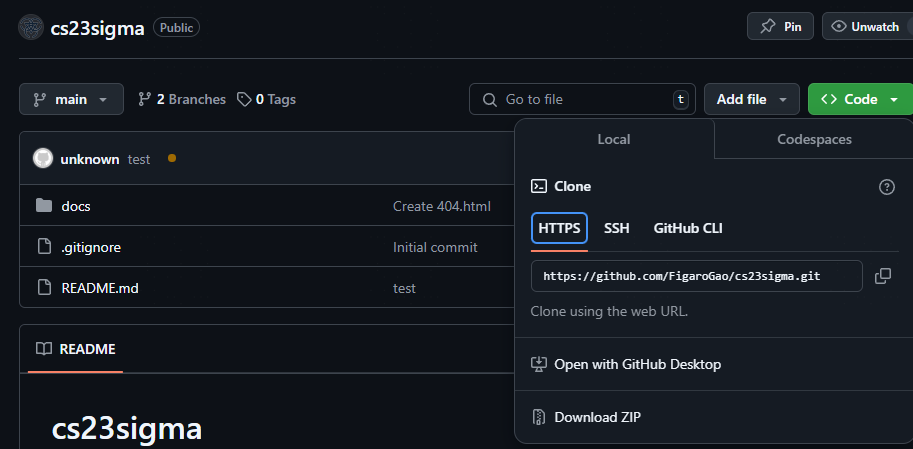 cs23sigma Public Pin Unwatch
main 2 Branches 0 Tags Go to file t Add file Code
Local Codespaces
unknown test
Clone
docs Create 404.html
HTTPS SSH GitHub CLI
.gitignore Initial commit
https://github.com/FigaroGao/cs23sigma.git
README.md test
Clone using the web URL.
README
Open with GitHub Desktop
Download ZIP
cs23sigma